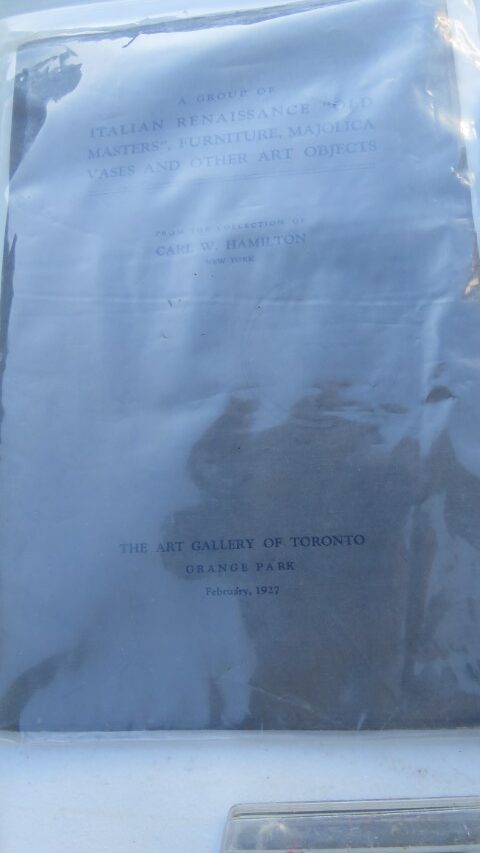 A GROUP OF
ITALIAN RENAISSANCE "OLD
MASTERS", FURNITURE, MAJOLICA
VASES AND OTHER ART OBJECTS
FROM THE COLLECTION OF
CARL W. HAMILTON
NEW YORK
THE ART GALLERY OF TORONTO
GRANGE PARK
February, 1927